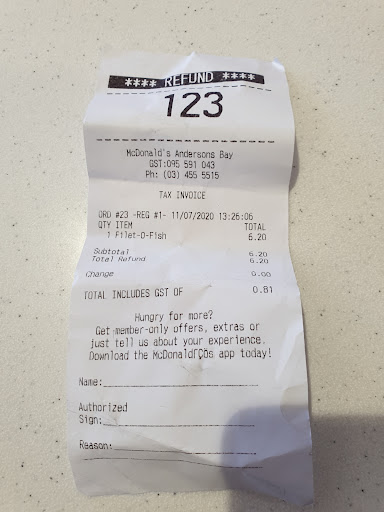 **** REFUND ****
123
McDonald's Andersons Bay
GST:095 591 043
Ph: (03) 455 5515
TAX INVOICE
ORD #23 -REG #1- 11/07/2020 13:26:06
QTY ITEM TOTAL
1 Filet-O-Fish 6.20
Subtotal 6.20
Total Refund 6.20
Change 0.00
TOTAL INCLUDES GST OF 0.81
Hungry for more?
Get member-only offers, extras or
just tell us about your experience.
Download the McDonaldΓÇÖs app today!
Name:
Authorized
Sign:
Reason: